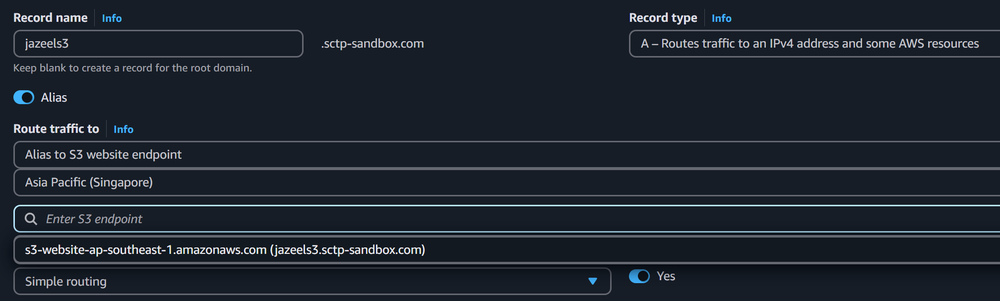 Record name Info
Record type Info
jazeels3
.sctp-sandbox.com
A – Routes traffic to an IPv4 address and some AWS resources
Keep blank to create a record for the root domain.
Alias
Route traffic to Info
Alias to S3 website endpoint
Asia Pacific (Singapore)
Enter S3 endpoint
s3-website-ap-southeast-1.amazonaws.com (jazeels3.sctp-sandbox.com)
Simple routing
Yes